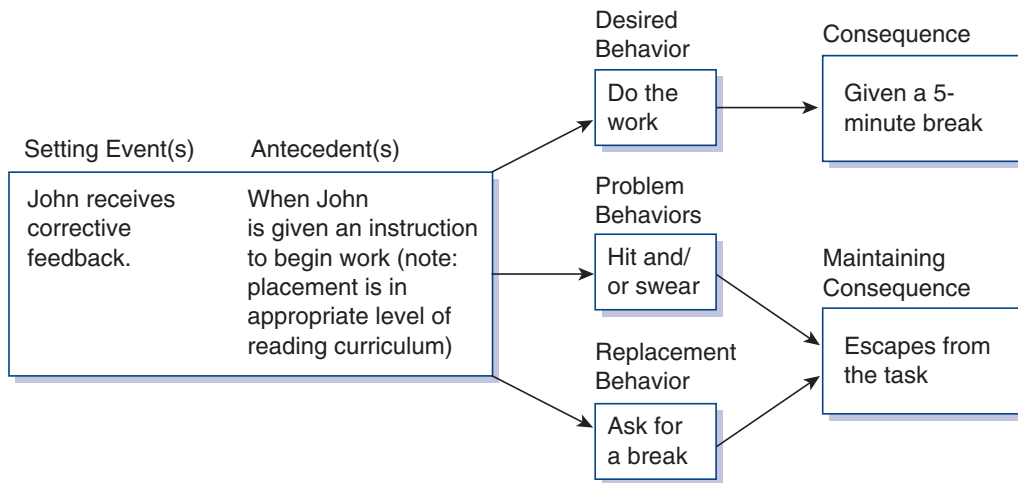 Setting Event(s)
John receives
corrective
feedback.
Antecedent(s)
When John
is given an instruction
to begin work (note:
placement is in
appropriate level of
reading curriculum)
Desired
Behavior
Do the
work
Consequence
Given a 5-
minute break
Problem
Behaviors
Hit and/
or swear
Replacement
Behavior
Ask for
a break
Maintaining
Consequence
Escapes from
the task